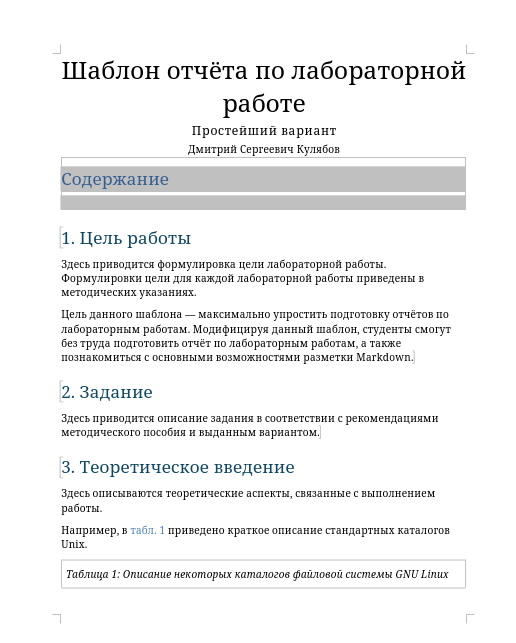 Шаблон отчёта по лабораторной
работе
Простейший вариант
Дмитрий Сергеевич Кулябов
Содержание
1. Цель работы
Здесь приводится формулировка цели лабораторной работы.
Формулировки цели для каждой лабораторной работы приведены в
методических указаниях.
Цель данного шаблона — максимально упростить подготовку отчётов по
лабораторным работам. Модифицируя данный шаблон, студенты смогут
без труда подготовить отчёт по лабораторным работам, а также
познакомиться с основными возможностями разметки Markdown.
2. Задание
Здесь приводится описание задания в соответствии с рекомендациями
методического пособия и выданным вариантом.
3. Теоретическое введение
Здесь описываются теоретические аспекты, связанные с выполнением
работы.
Например, в табл. 1 приведено краткое описание стандартных каталогов
Unix.
Таблица 1: Описание некоторых каталогов файловой системы GNU Linux